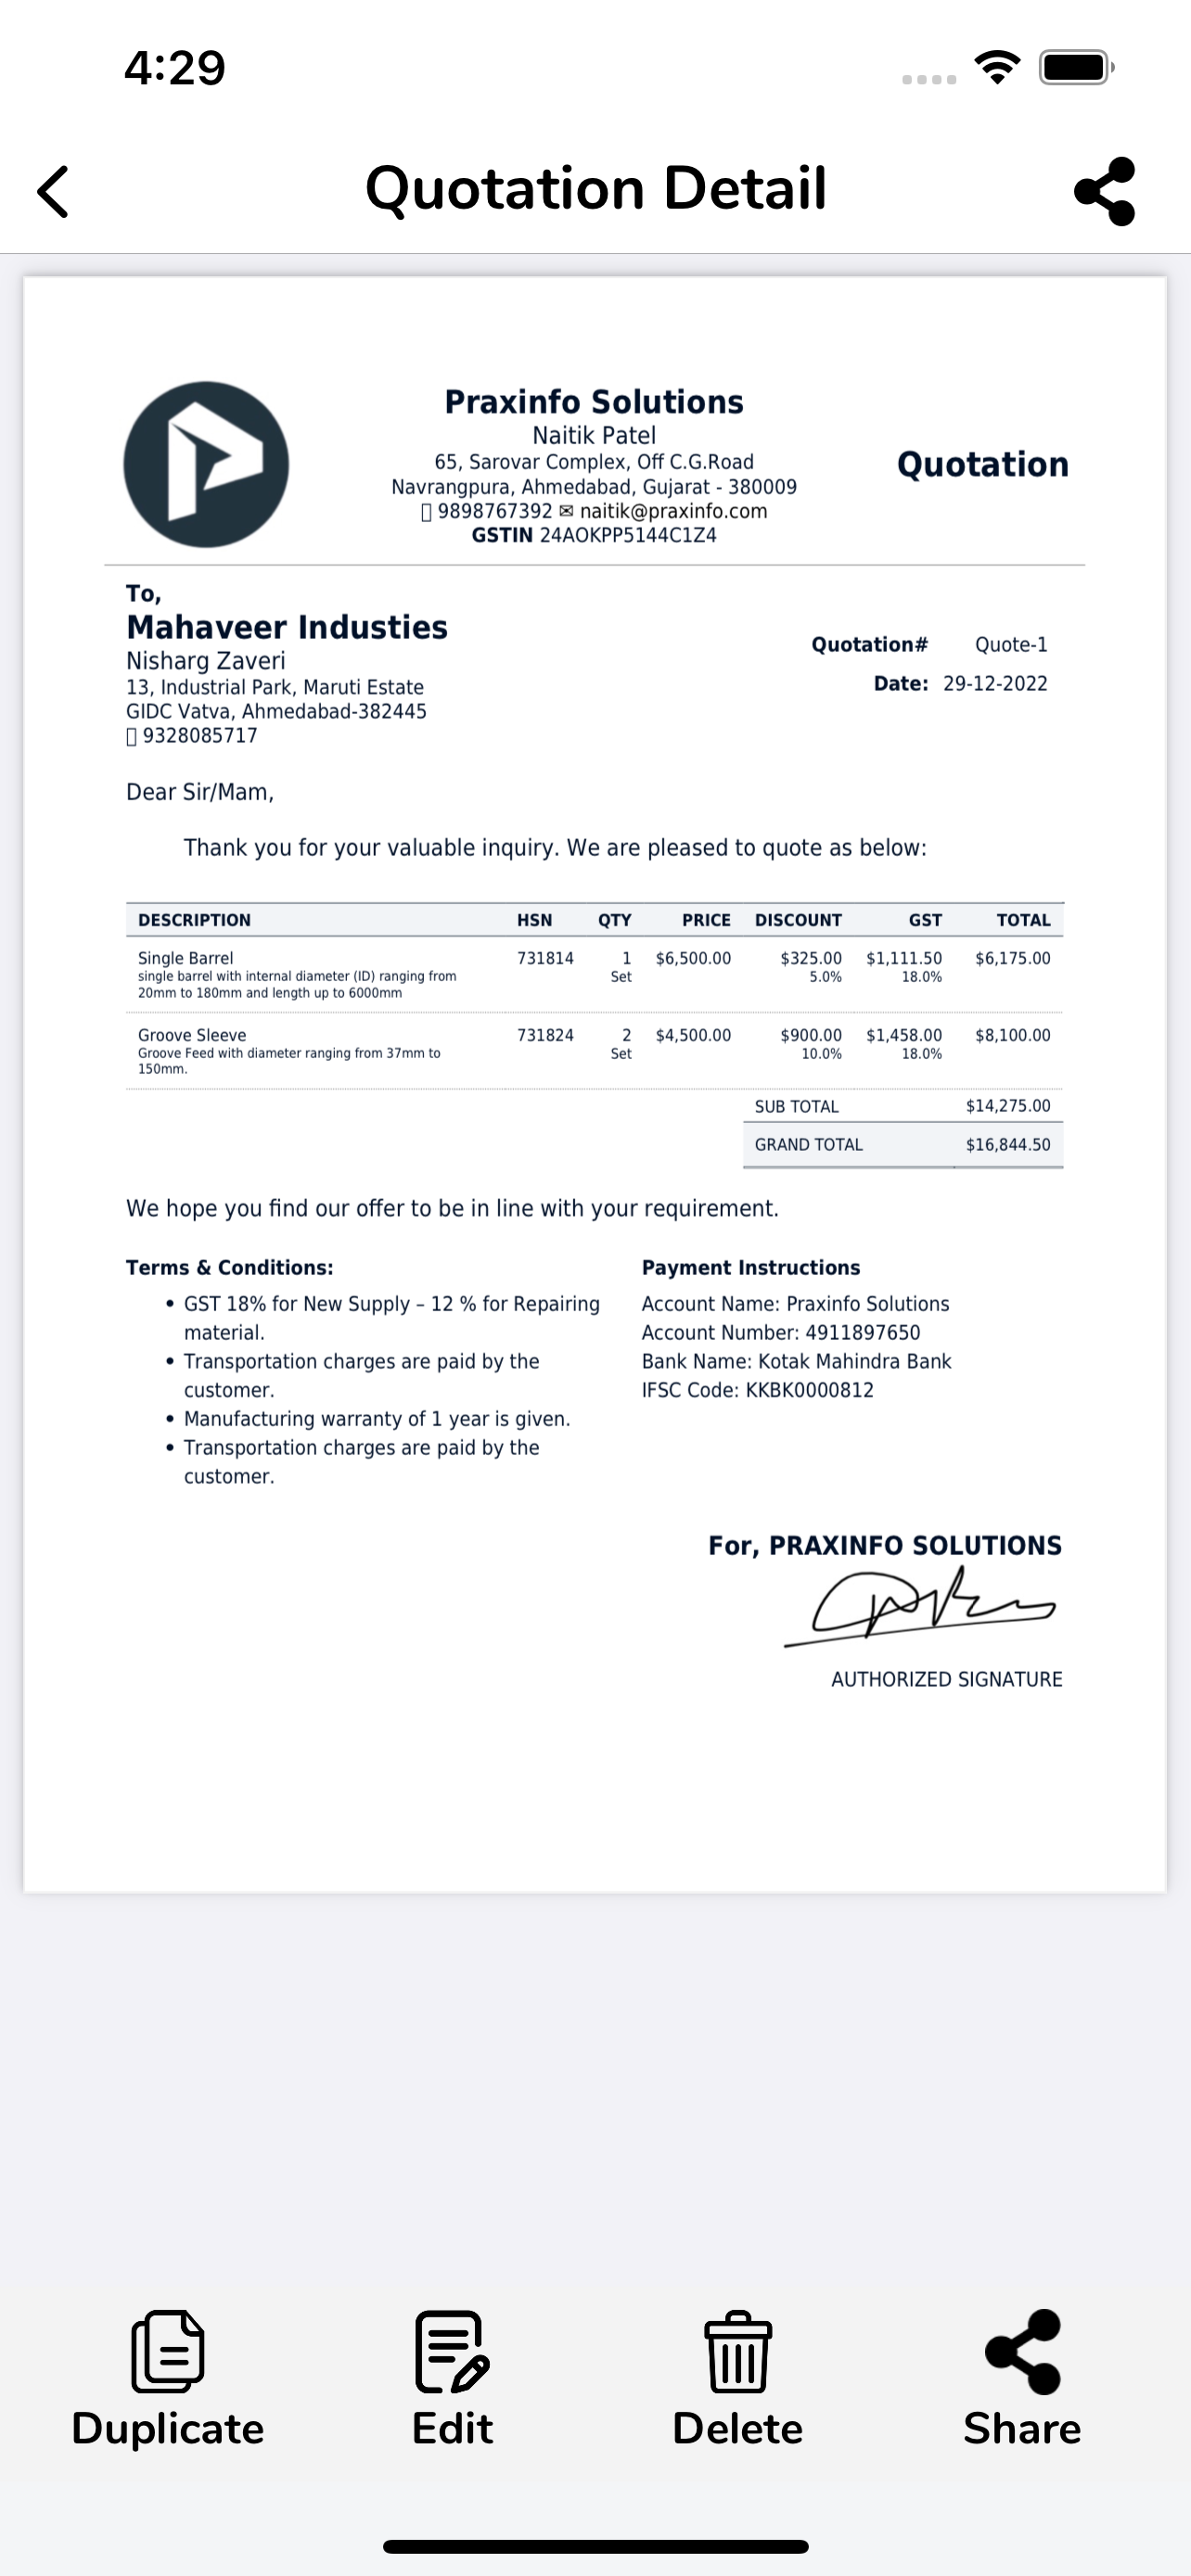 4:29
Quotation Detail
Praxinfo Solutions
Naitik Patel
65, Sarovar Complex, Off C.G.Road
Navrangpura, Ahmedabad, Gujarat - 380009
9898767392 ✉ naitik@praxinfo.com
GSTIN 24AOKPP5144C1Z4
Quotation
To,
Mahaveer Industies
Nisharg Zaveri
13, Industrial Park, Maruti Estate
GIDC Vatva, Ahmedabad-382445
9328085717
Quotation# Quote-1
Date: 29-12-2022
Dear Sir/Mam,
Thank you for your valuable inquiry. We are pleased to quote as below:
DESCRIPTION HSN QTY PRICE DISCOUNT GST TOTAL
Single Barrel 731814 1 $6,500.00 $325.00 $1,111.50 $6,175.00
single barrel with internal diameter (ID) ranging from Set 5.0% 18.0%
20mm to 180mm and length up to 6000mm
Groove Sleeve 731824 2 $4,500.00 $900.00 $1,458.00 $8,100.00
Groove Feed with diameter ranging from 37mm to Set 10.0% 18.0%
150mm.
SUB TOTAL $14,275.00
GRAND TOTAL $16,844.50
We hope you find our offer to be in line with your requirement.
Terms & Conditions:
• GST 18% for New Supply – 12 % for Repairing
material.
• Transportation charges are paid by the
customer.
• Manufacturing warranty of 1 year is given.
• Transportation charges are paid by the
customer.
Payment Instructions
Account Name: Praxinfo Solutions
Account Number: 4911897650
Bank Name: Kotak Mahindra Bank
IFSC Code: KKBK0000812
For, PRAXINFO SOLUTIONS
AUTHORIZED SIGNATURE
Duplicate
Edit
Delete
Share